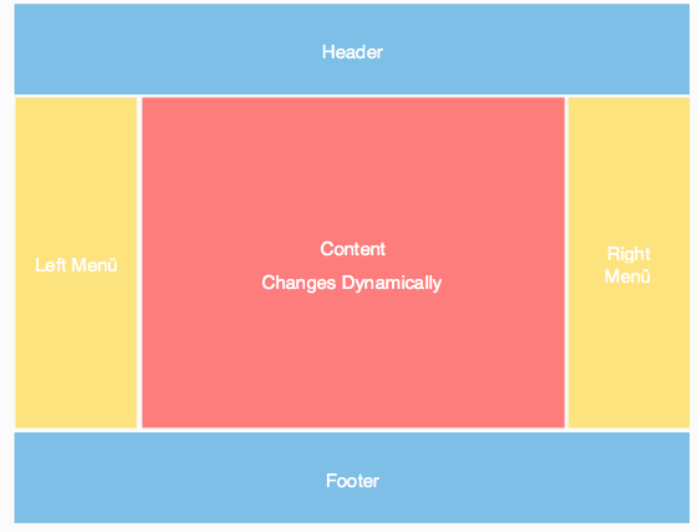 Header
Left Menü
Content
Changes Dynamically
Right
Menü
Footer